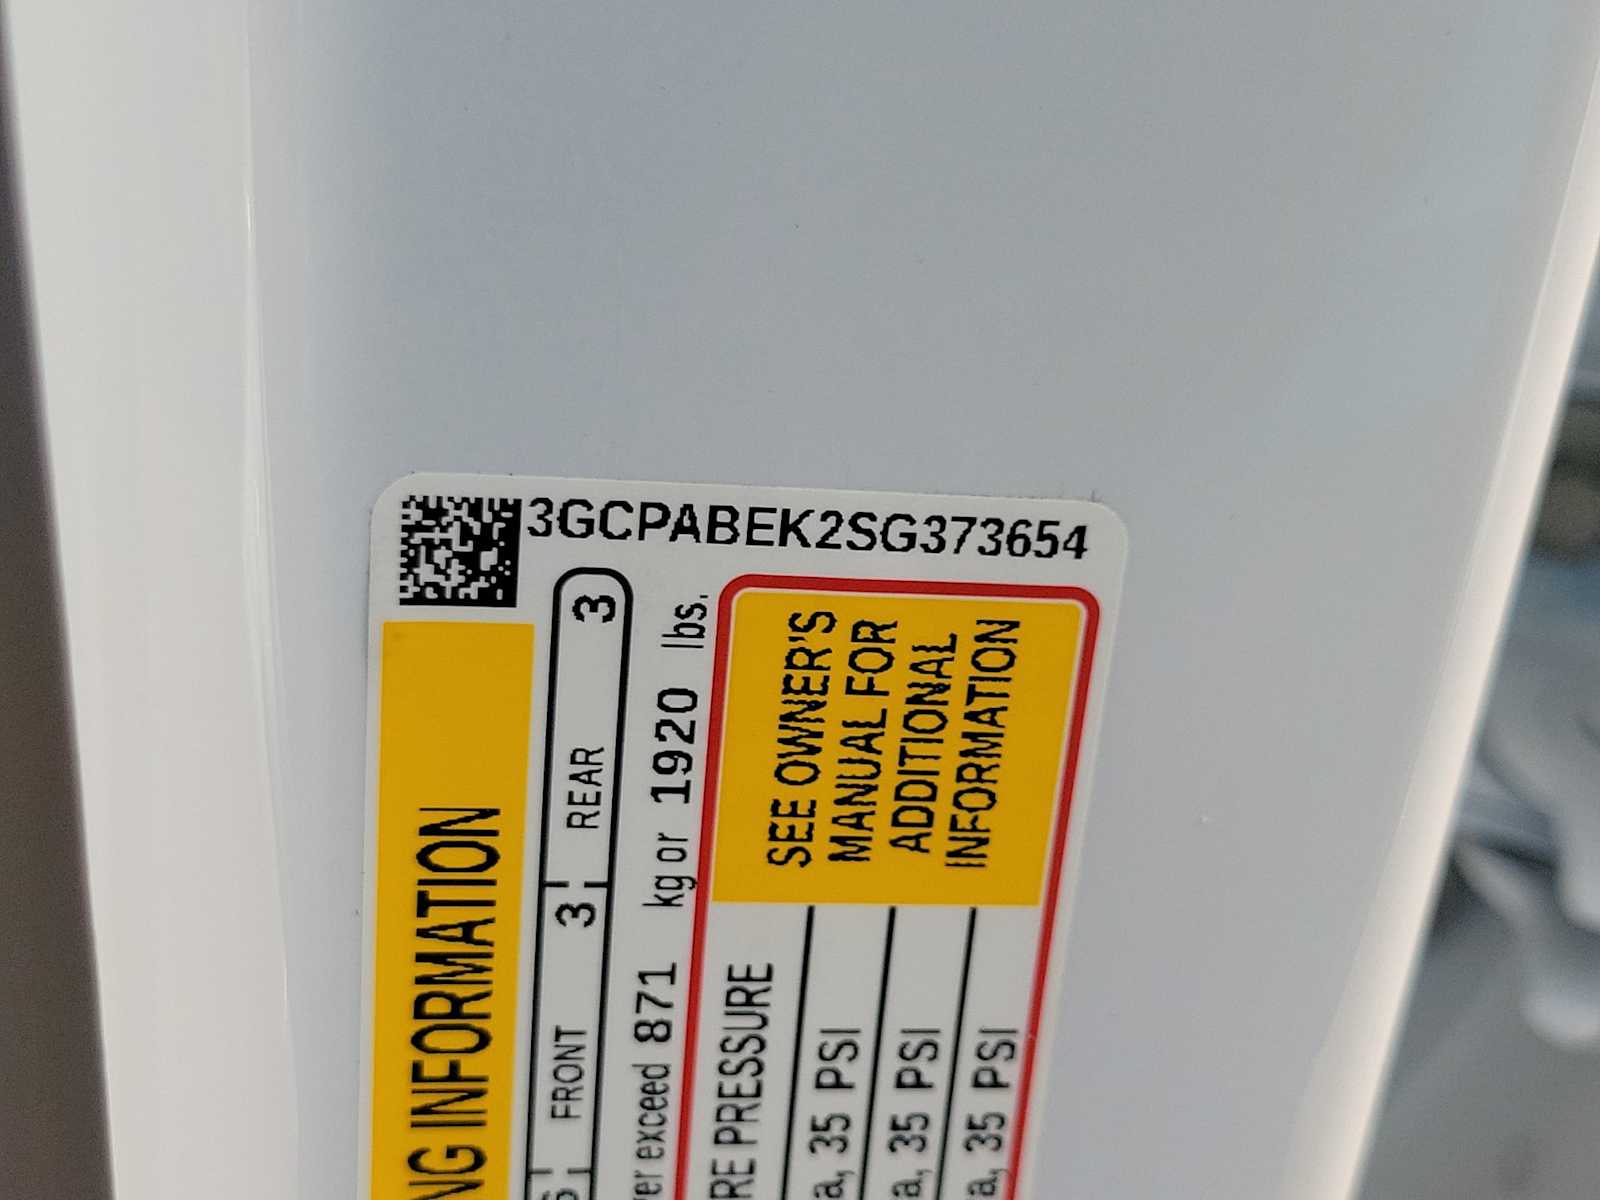 3GCPABEK2SG373654
NG INFORMATION
FRONT 3 REAR 3
ver exceed 871 kg or 1920 lbs.
RE PRESSURE
a, 35 PSI
a, 35 PSI
a, 35 PSI
SEE OWNER'S
MANUAL FOR
ADDITIONAL
INFORMATION